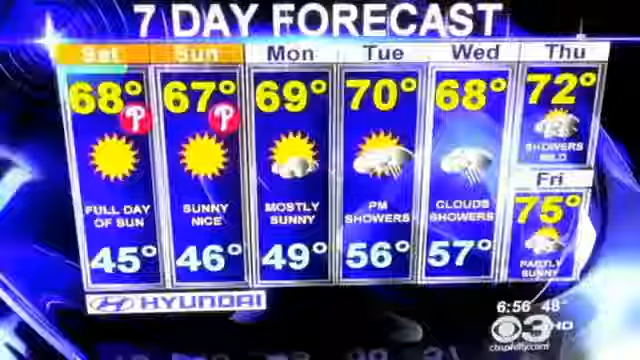 7 DAY FORECAST
Sat Sun Mon Tue Wed Thu
68° 67° 69° 70° 68° 72°
P P
SHOWERS
MILD
Fri
75°
FULL DAY SUNNY MOSTLY PM CLOUDS
OF SUN NICE SUNNY SHOWERS SHOWERS
PARTLY
SUNNY
45° 46° 49° 56° 57°
HYUNDAI
6:56 48°
3 HD
cbsphilly.com